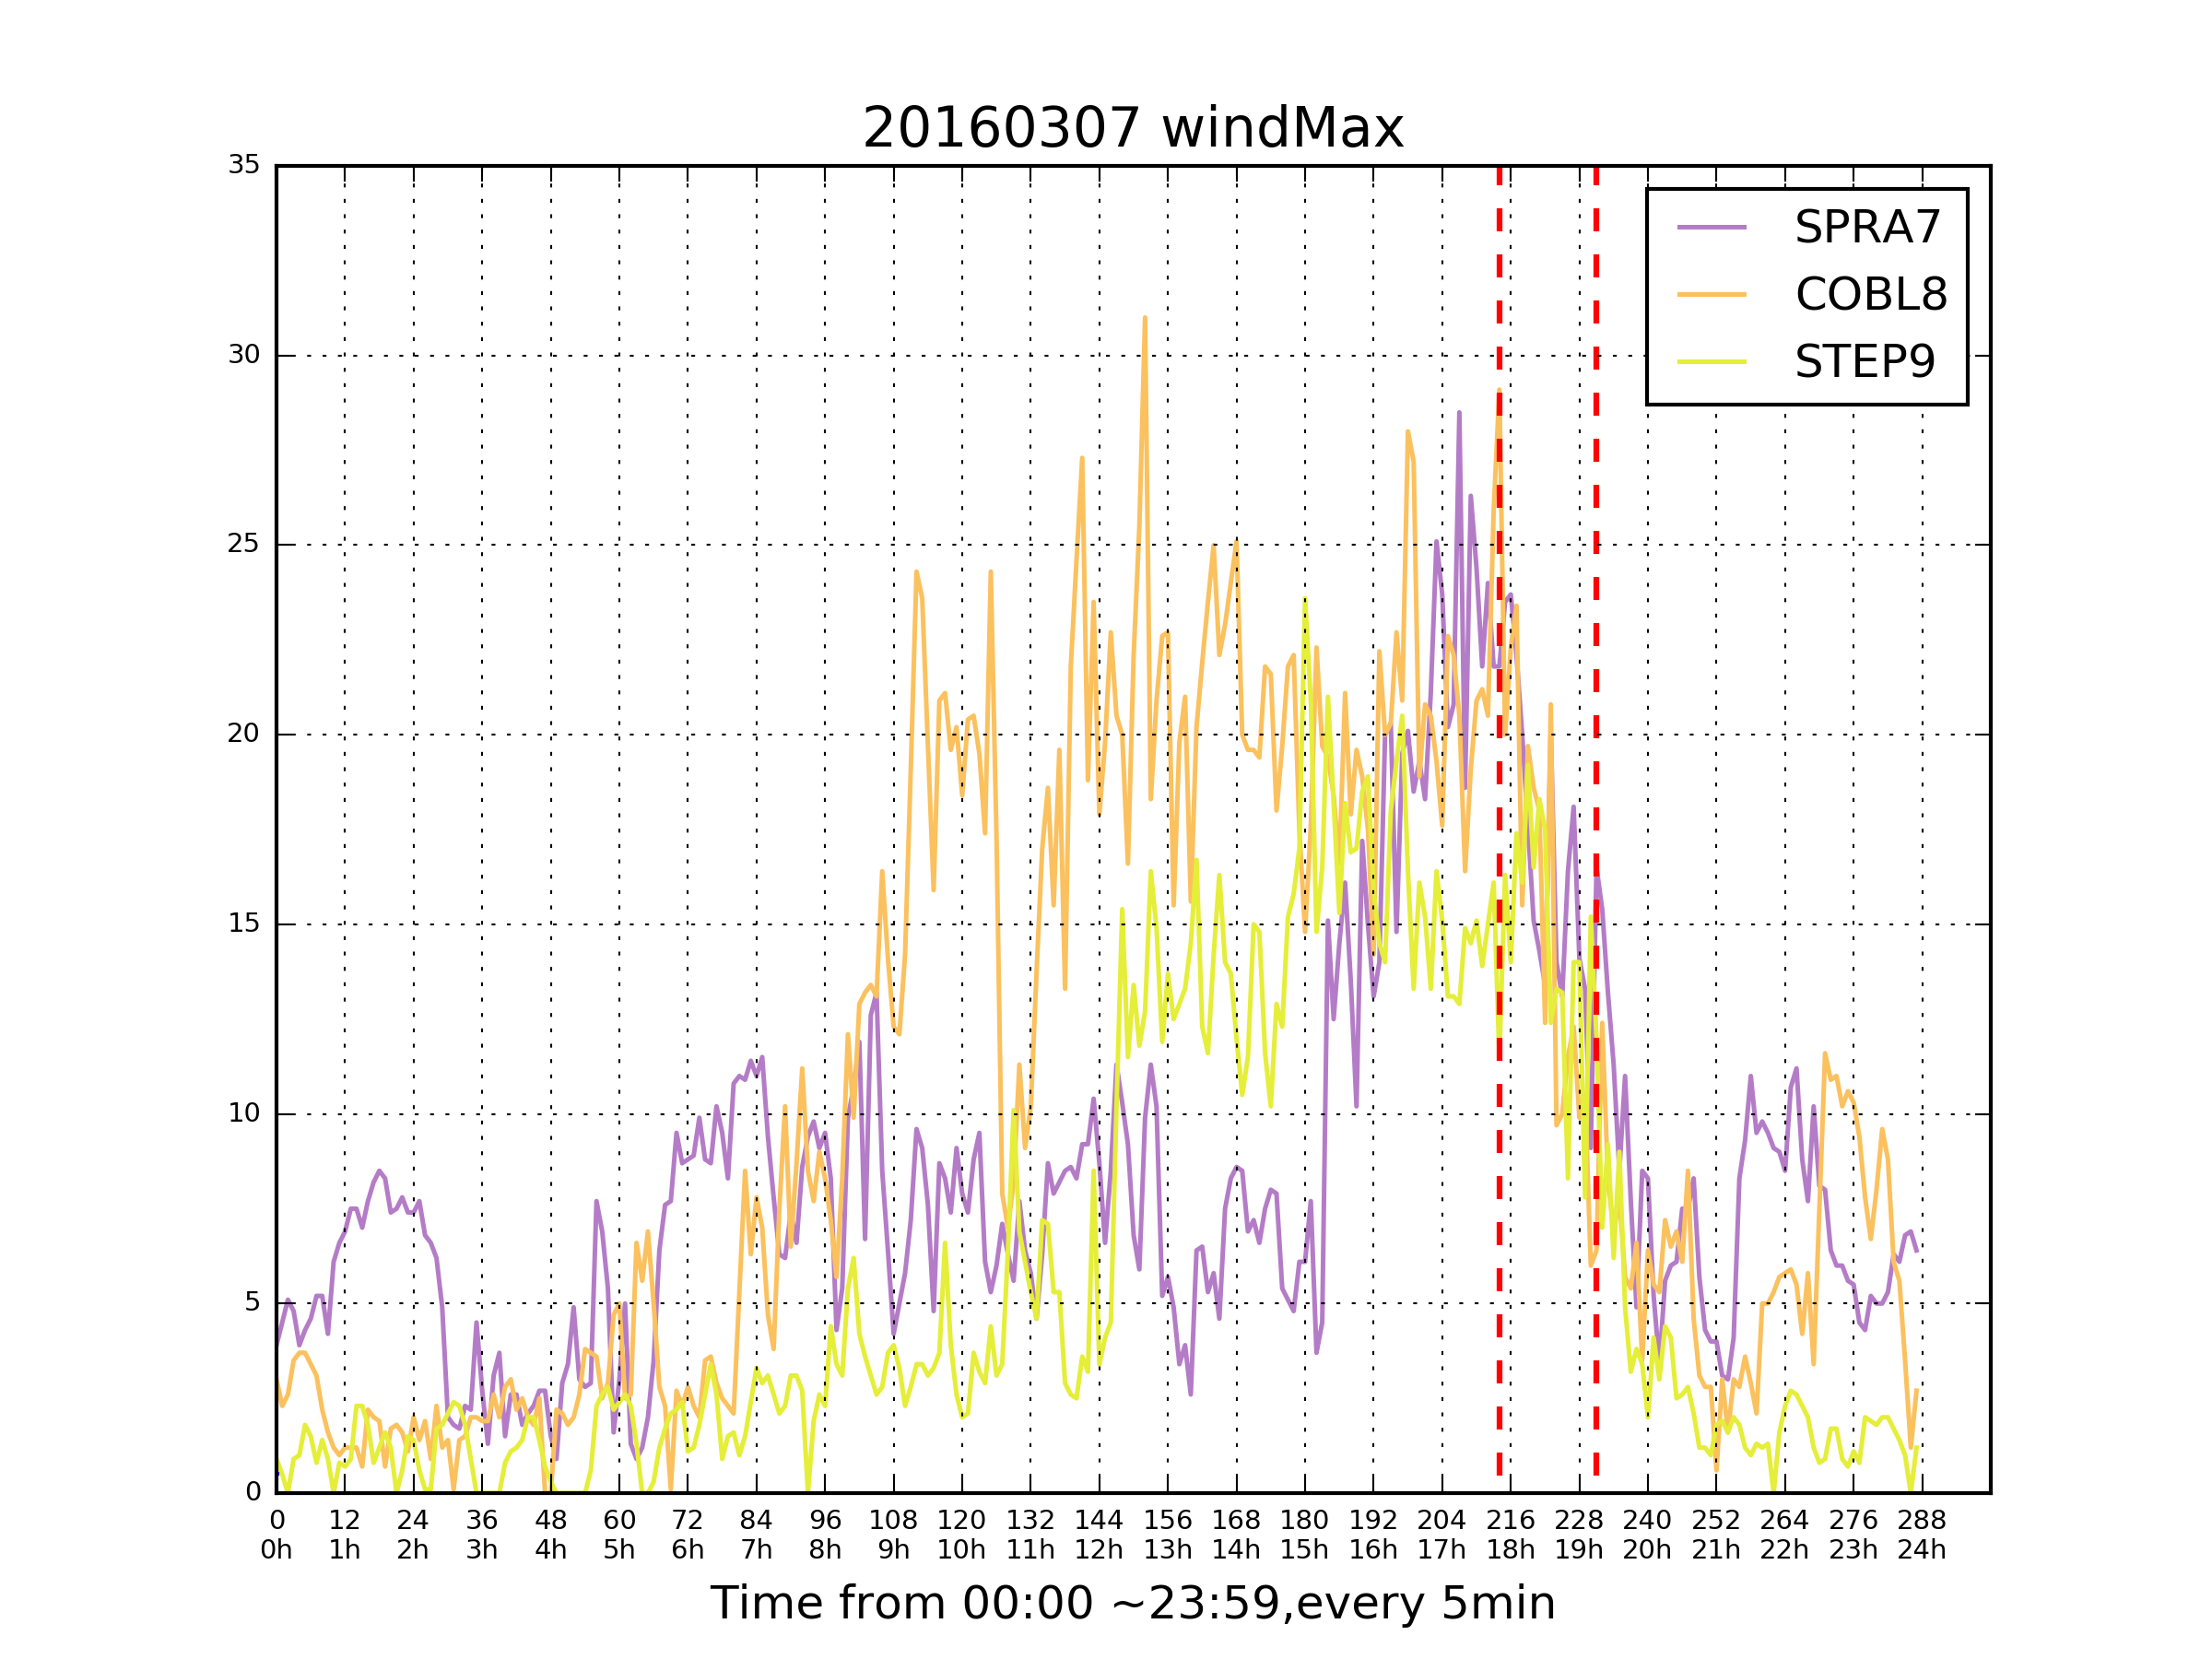 20160307 windMax
35
30
25
20
15
10
5
0
SPRA7
COBL8
STEP9
0 12 24 36 48 60 72 84 96 108 120 132 144 156 168 180 192 204 216 228 240 252 264 276 288
0h 1h 2h 3h 4h 5h 6h 7h 8h 9h 10h 11h 12h 13h 14h 15h 16h 17h 18h 19h 20h 21h 22h 23h 24h
Time from 00:00 ~23:59,every 5min